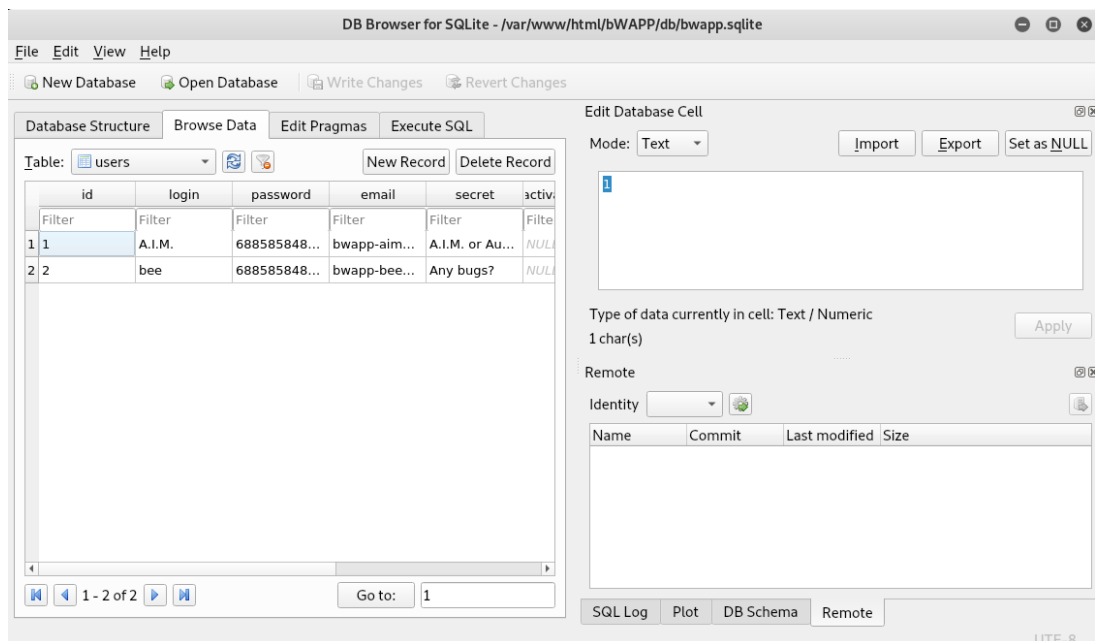 DB Browser for SQLite - /var/www/html/bWAPP/db/bwapp.sqlite
File Edit View Help
New Database Open Database Write Changes Revert Changes
Database Structure Browse Data Edit Pragmas Execute SQL
Table: users New Record Delete Record
id login password email secret activa
Filter Filter Filter Filter Filter Filte
1 1 A.I.M. 688585848... bwapp-aim... A.I.M. or Au... NULL
2 2 bee 688585848... bwapp-bee... Any bugs? NULL
1 - 2 of 2 Go to: 1
Edit Database Cell
Mode: Text Import Export Set as NULL
1
Type of data currently in cell: Text / Numeric
1 char(s)
Apply
Remote
Identity
Name Commit Last modified Size
SQL Log Plot DB Schema Remote
UTF-8